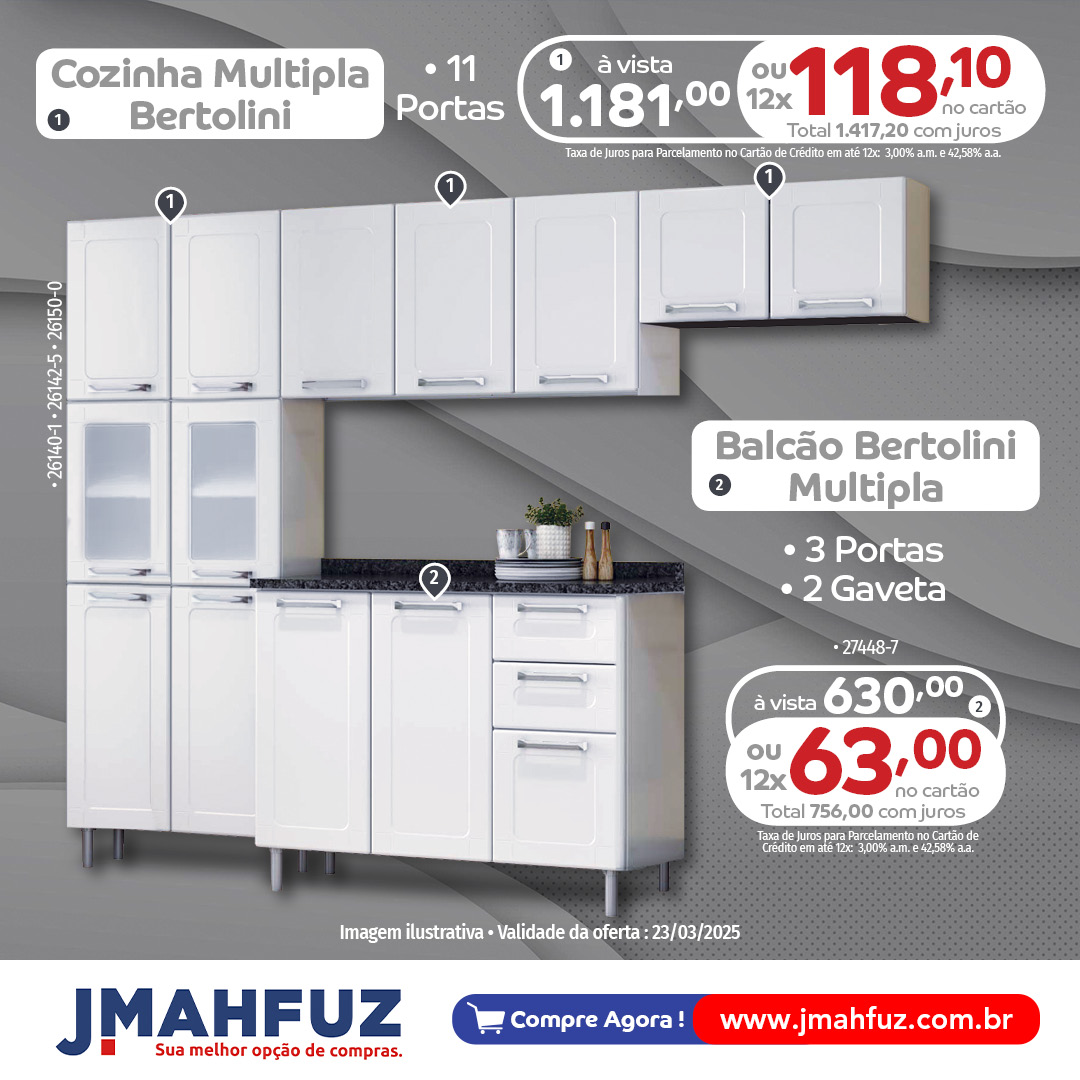 Cozinha Multipla
Bertolini
1
• 11
Portas
1
à vista
1.181,00
ou
12x
118,10
no cartão
Total 1.417,20 com juros
Taxa de Juros para Parcelamento no Cartão de Crédito em até 12x: 3,00% a.m. e 42,58% a.a.
1
1
1
• 26140-1 • 26142-5 • 26150-0
Balcão Bertolini
Multipla
2
• 3 Portas
• 2 Gaveta
2
• 27448-7
à vista 630,00
2
ou
12x
63,00
no cartão
Total 756,00 com juros
Taxa de Juros para Parcelamento no Cartão de
Crédito em até 12x: 3,00% a.m. e 42,58% a.a.
Imagem ilustrativa • Validade da oferta : 23/03/2025
JMAHFUZ
Sua melhor opção de compras.
Compre Agora !
www.jmahfuz.com.br